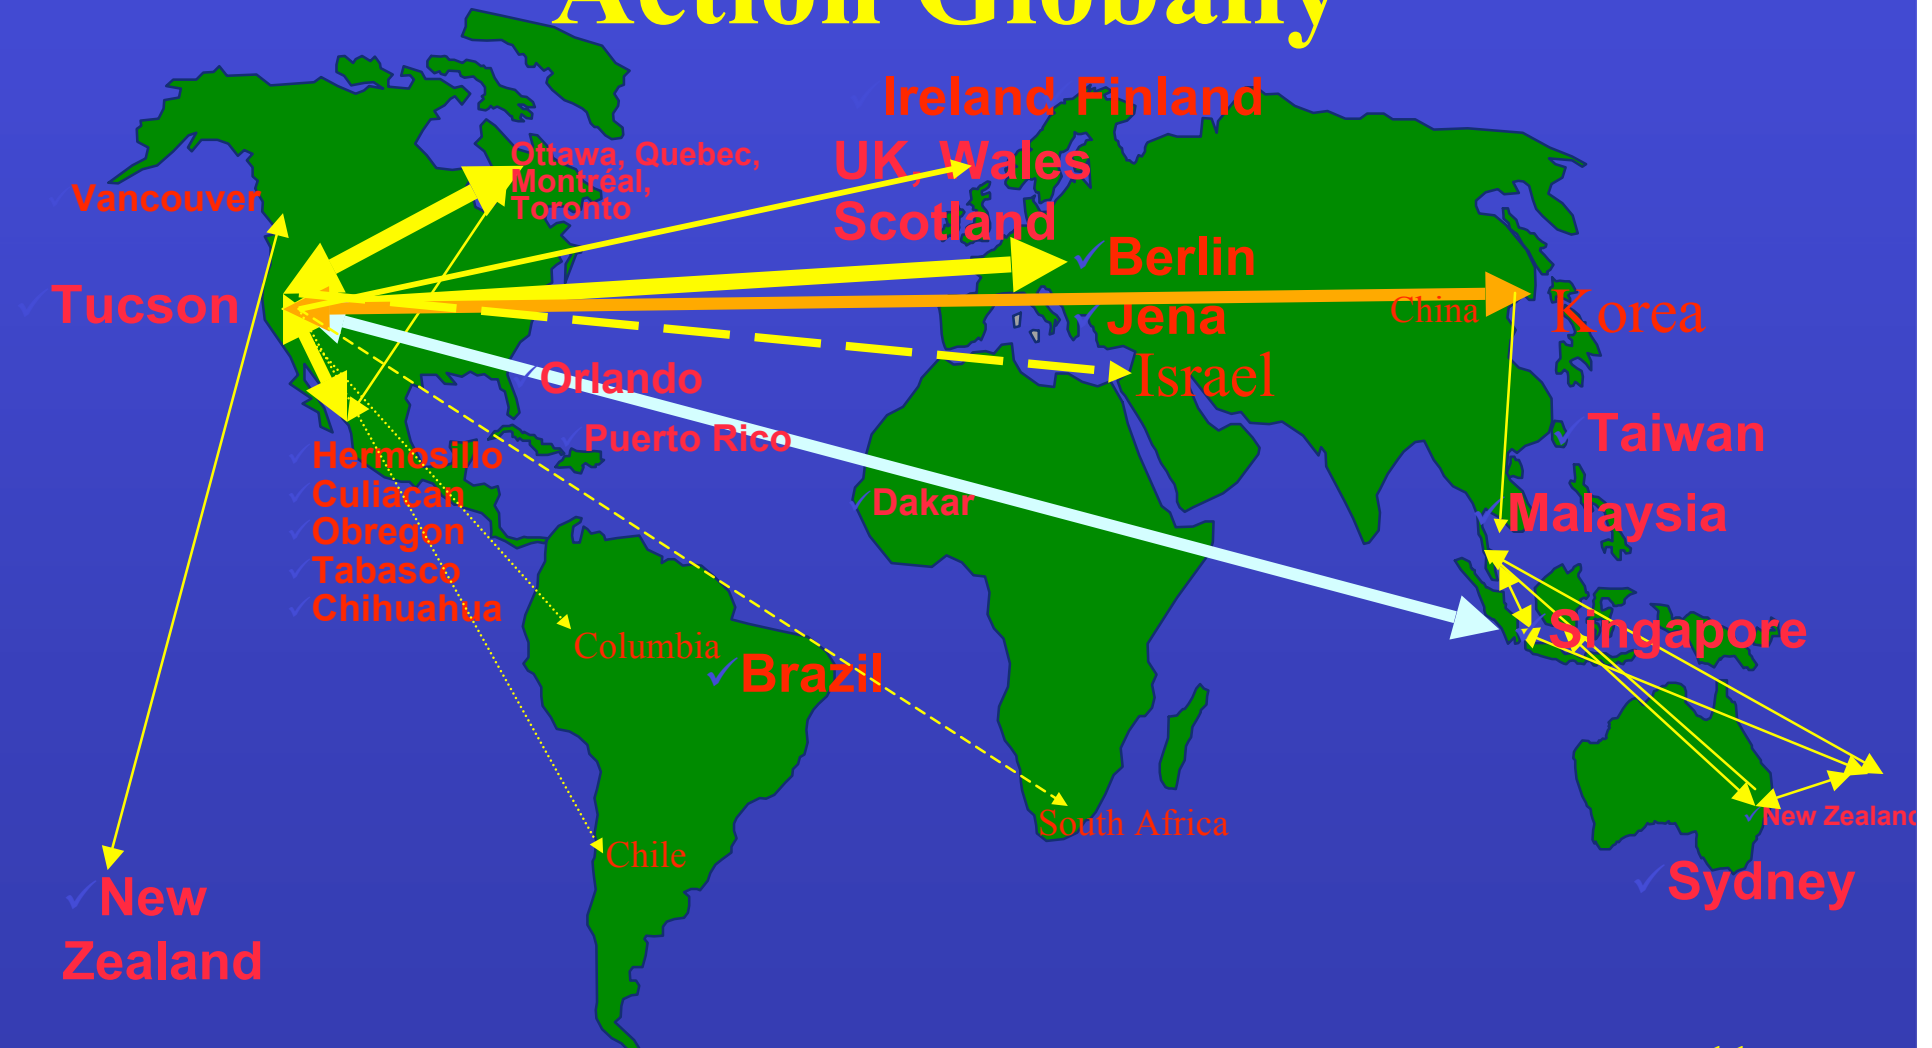 Action Globally
✓Ireland Finland
UK, Wales
Scotland
Ottawa, Quebec,
Montréal,
Toronto
✓Vancouver
✓Berlin
✓Tucson
China
Korea
✓Jena
Israel
✓Orlando
✓Taiwan
✓Puerto Rico
✓Hermosillo
✓Culiacan
✓Obregon
✓Tabasco
✓Chihuahua
✓Dakar
✓Malaysia
✓Singapore
Columbia
✓Brazil
South Africa
✓New Zealand
Chile
✓Sydney
✓New
Zealand